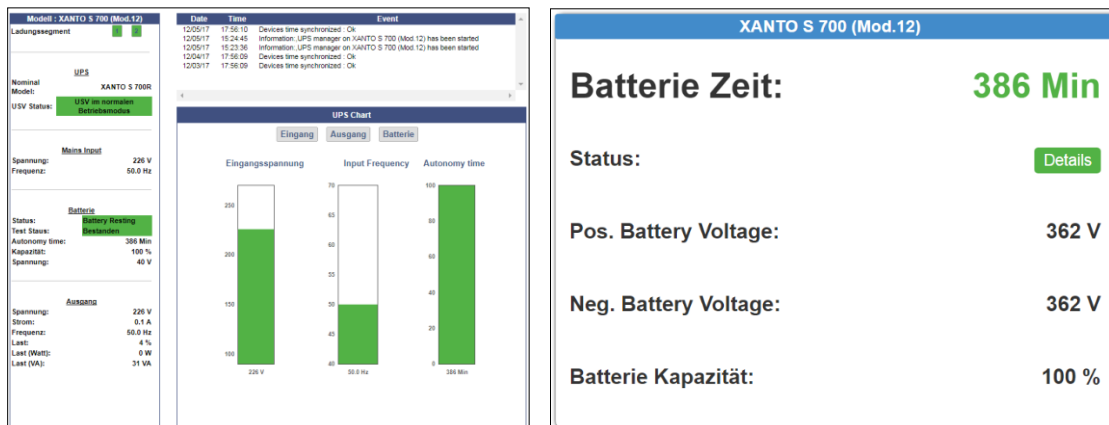 Modell : XANTO S 700 (Mod.12)
Ladungssegment 1 2
UPS
Nominal Model: XANTO S 700R
USV Status: USV im normalen Betriebsmodus
Mains Input
Spannung: 226 V
Frequenz: 50.0 Hz
Batterie
Status: Battery Resting
Test Staus: Bestanden
Autonomy time: 386 Min
Kapazität: 100 %
Spannung: 40 V
Ausgang
Spannung: 226 V
Strom: 0.1 A
Frequenz: 50.0 Hz
Last: 4 %
Last (Watt): 0 W
Last (VA): 31 VA
Date Time Event
12/05/17 17:56:10 Devices time synchronized : Ok
12/05/17 15:24:45 Information:,UPS manager on XANTO S 700 (Mod.12) has been started
12/05/17 15:23:36 Information:,UPS manager on XANTO S 700 (Mod.12) has been started
12/04/17 17:56:09 Devices time synchronized : Ok
12/03/17 17:56:09 Devices time synchronized : Ok
UPS Chart
Eingang Ausgang Batterie
Eingangsspannung Input Frequency Autonomy time
250
200
150
100
226 V
70
65
60
55
50
45
40
50.0 Hz
100
80
60
40
20
0
386 Min
XANTO S 700 (Mod.12)
Batterie Zeit: 386 Min
Status: Details
Pos. Battery Voltage: 362 V
Neg. Battery Voltage: 362 V
Batterie Kapazität: 100 %